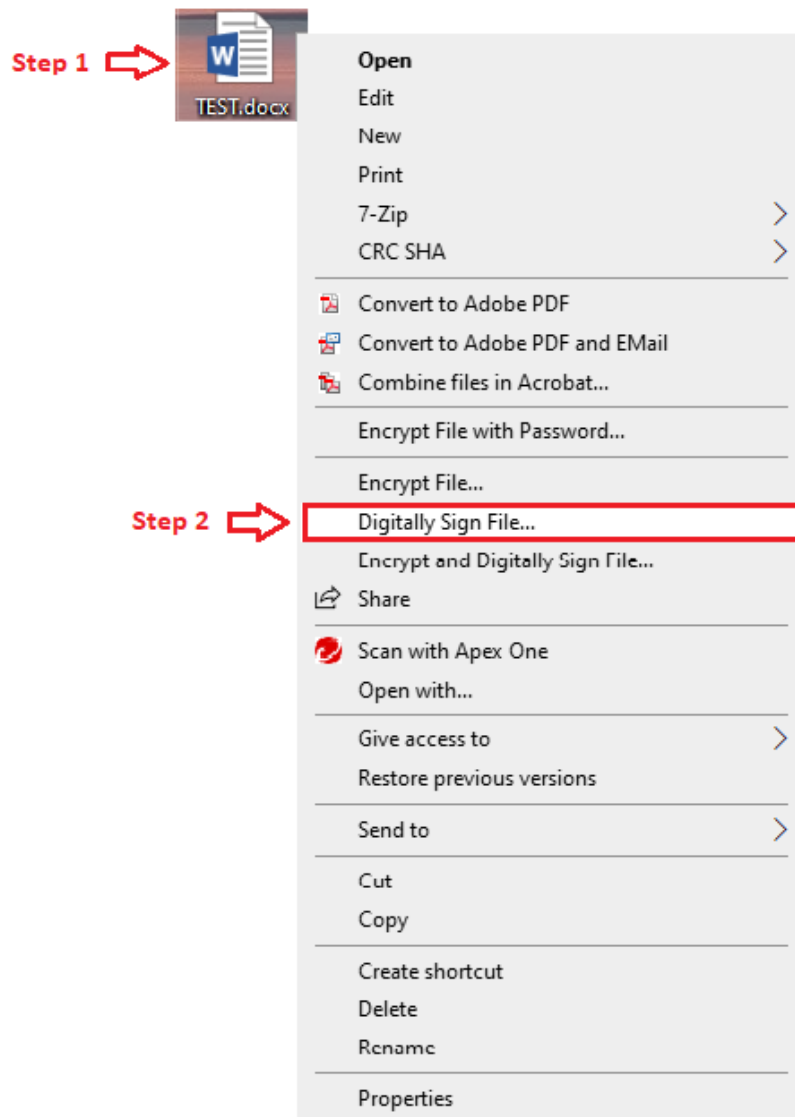 Step 1
W
TEST.docx
Open
Edit
New
Print
7-Zip
CRC SHA
Convert to Adobe PDF
Convert to Adobe PDF and EMail
Combine files in Acrobat...
Encrypt File with Password...
Encrypt File...
Step 2
Digitally Sign File...
Encrypt and Digitally Sign File...
Share
Scan with Apex One
Open with...
Give access to
Restore previous versions
Send to
Cut
Copy
Create shortcut
Delete
Rename
Properties